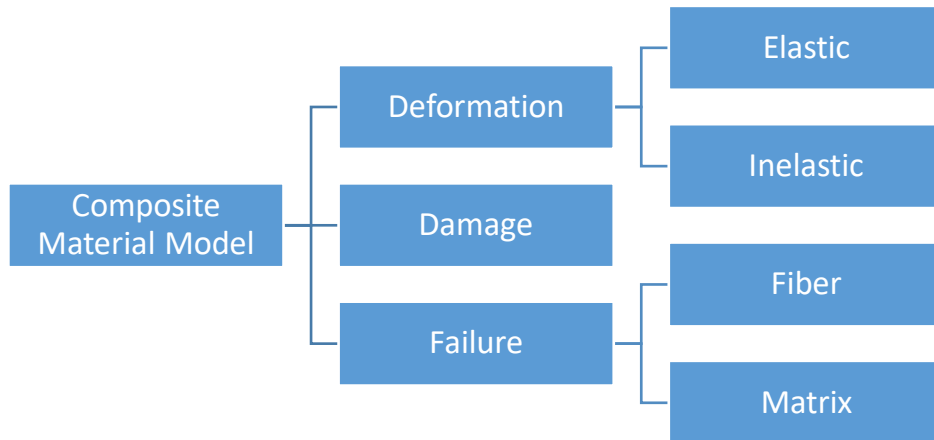 Composite
Material Model
Deformation
Elastic
Inelastic
Damage
Failure
Fiber
Matrix